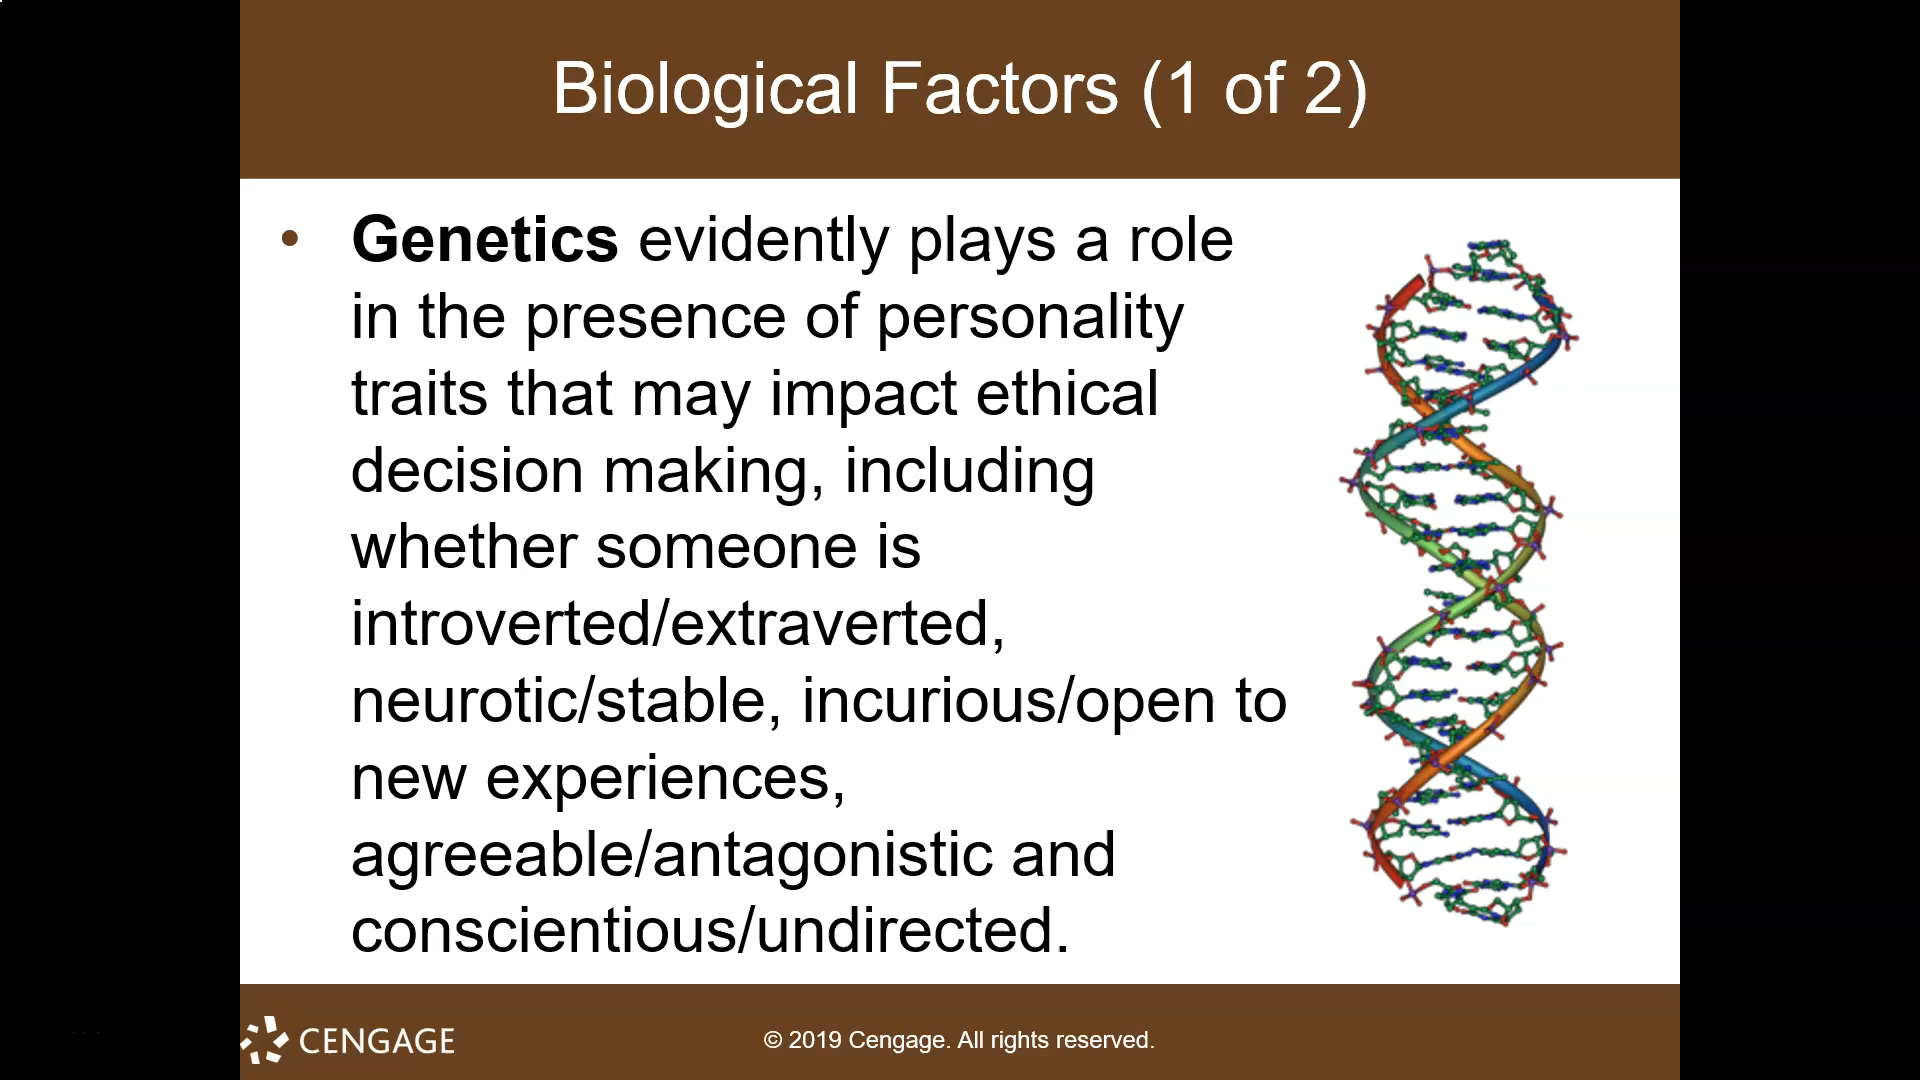 Biological Factors (1 of 2)
• Genetics evidently plays a role
in the presence of personality
traits that may impact ethical
decision making, including
whether someone is
introverted/extraverted,
neurotic/stable, incurious/open to
new experiences,
agreeable/antagonistic and
conscientious/undirected.
CENGAGE
© 2019 Cengage. All rights reserved.